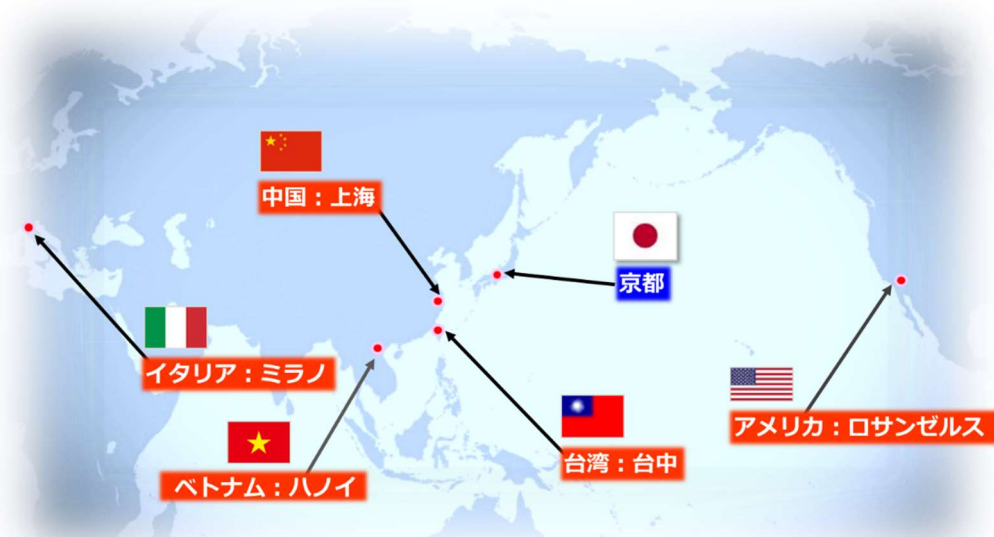 中国：上海
京都
イタリア：ミラノ
アメリカ：ロサンゼルス
台湾：台中
ベトナム：ハノイ